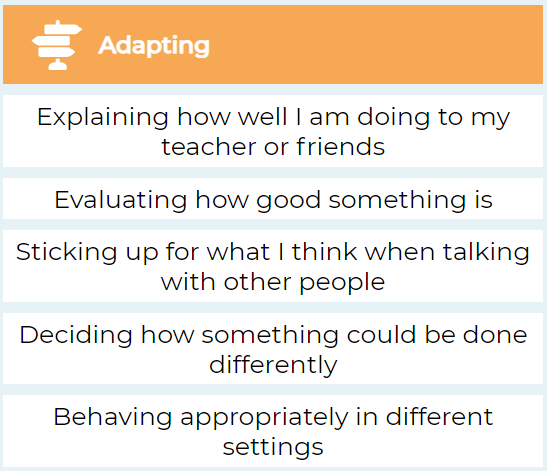 Adapting
Explaining how well I am doing to my
teacher or friends
Evaluating how good something is
Sticking up for what I think when talking
with other people
Deciding how something could be done
differently
Behaving appropriately in different
settings